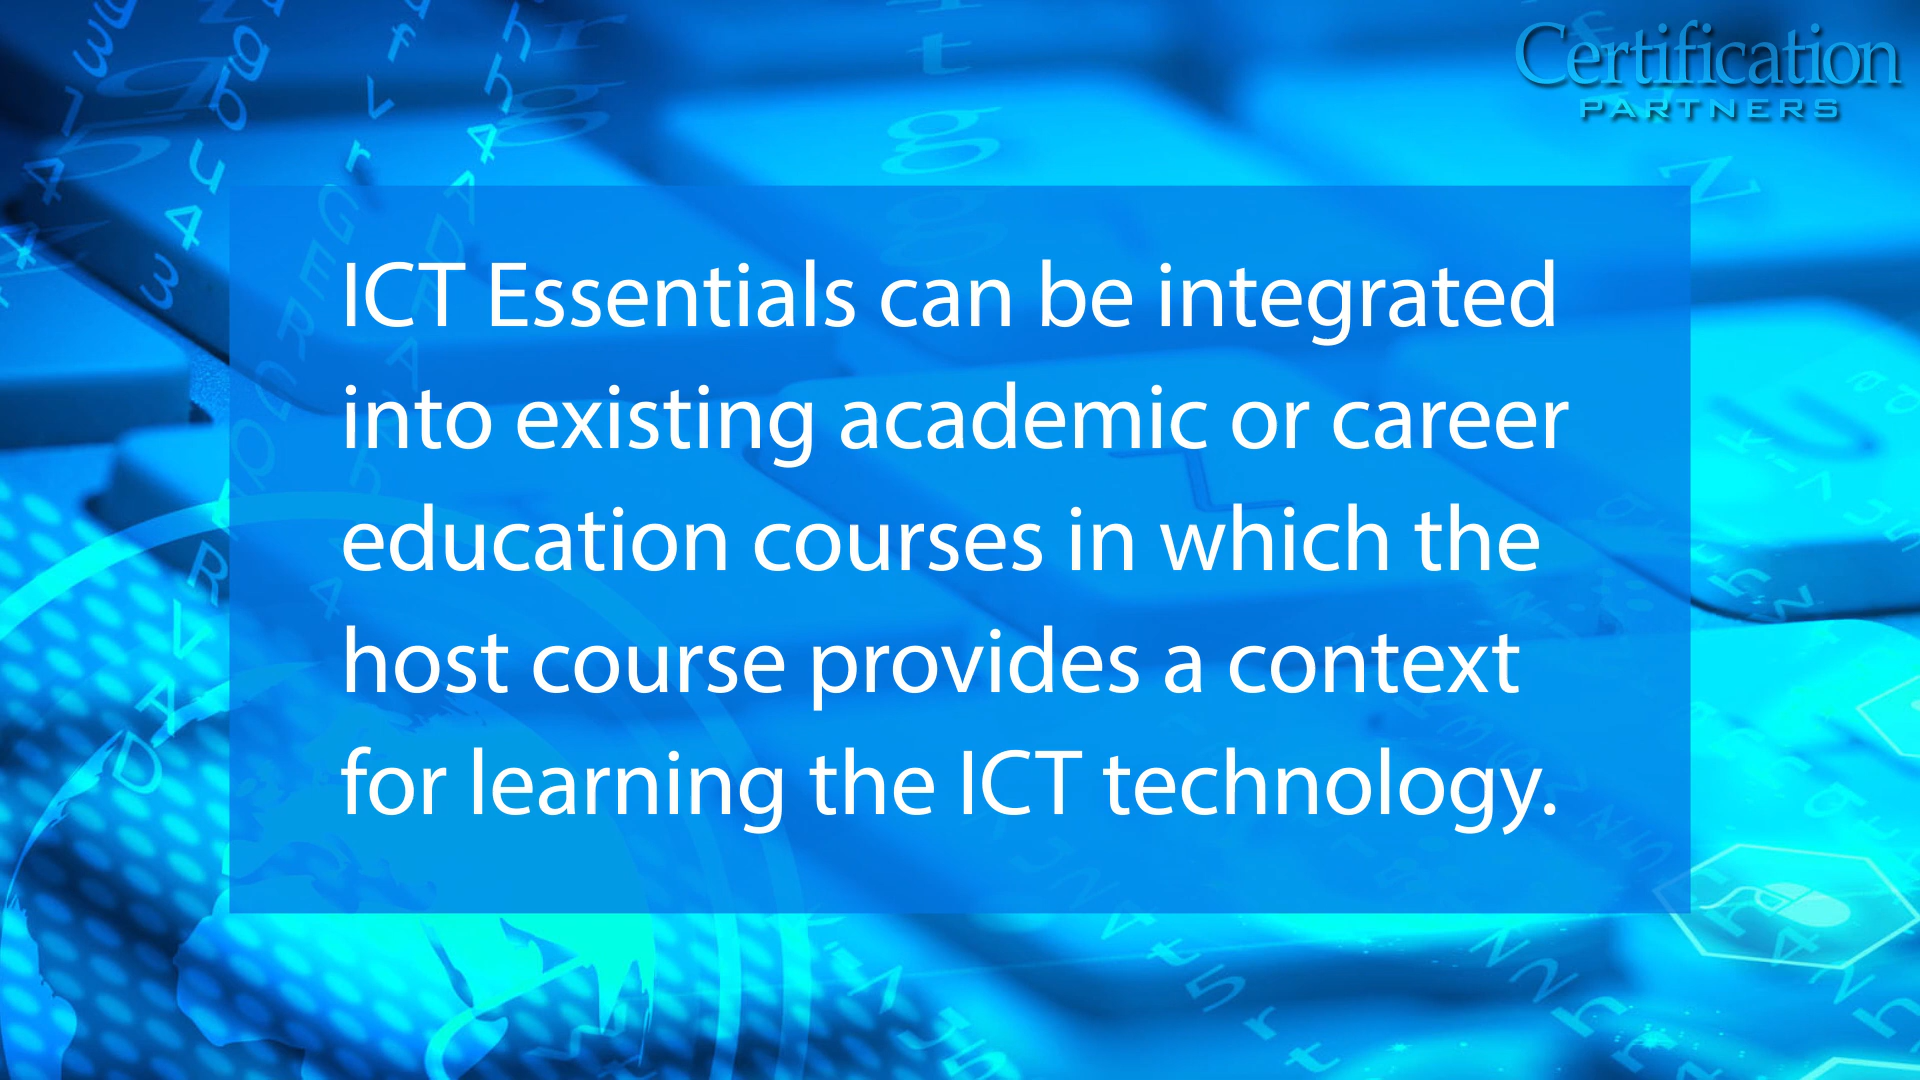 Certification
PARTNERS
ICT Essentials can be integrated
into existing academic or career
education courses in which the
host course provides a context
for learning the ICT technology.